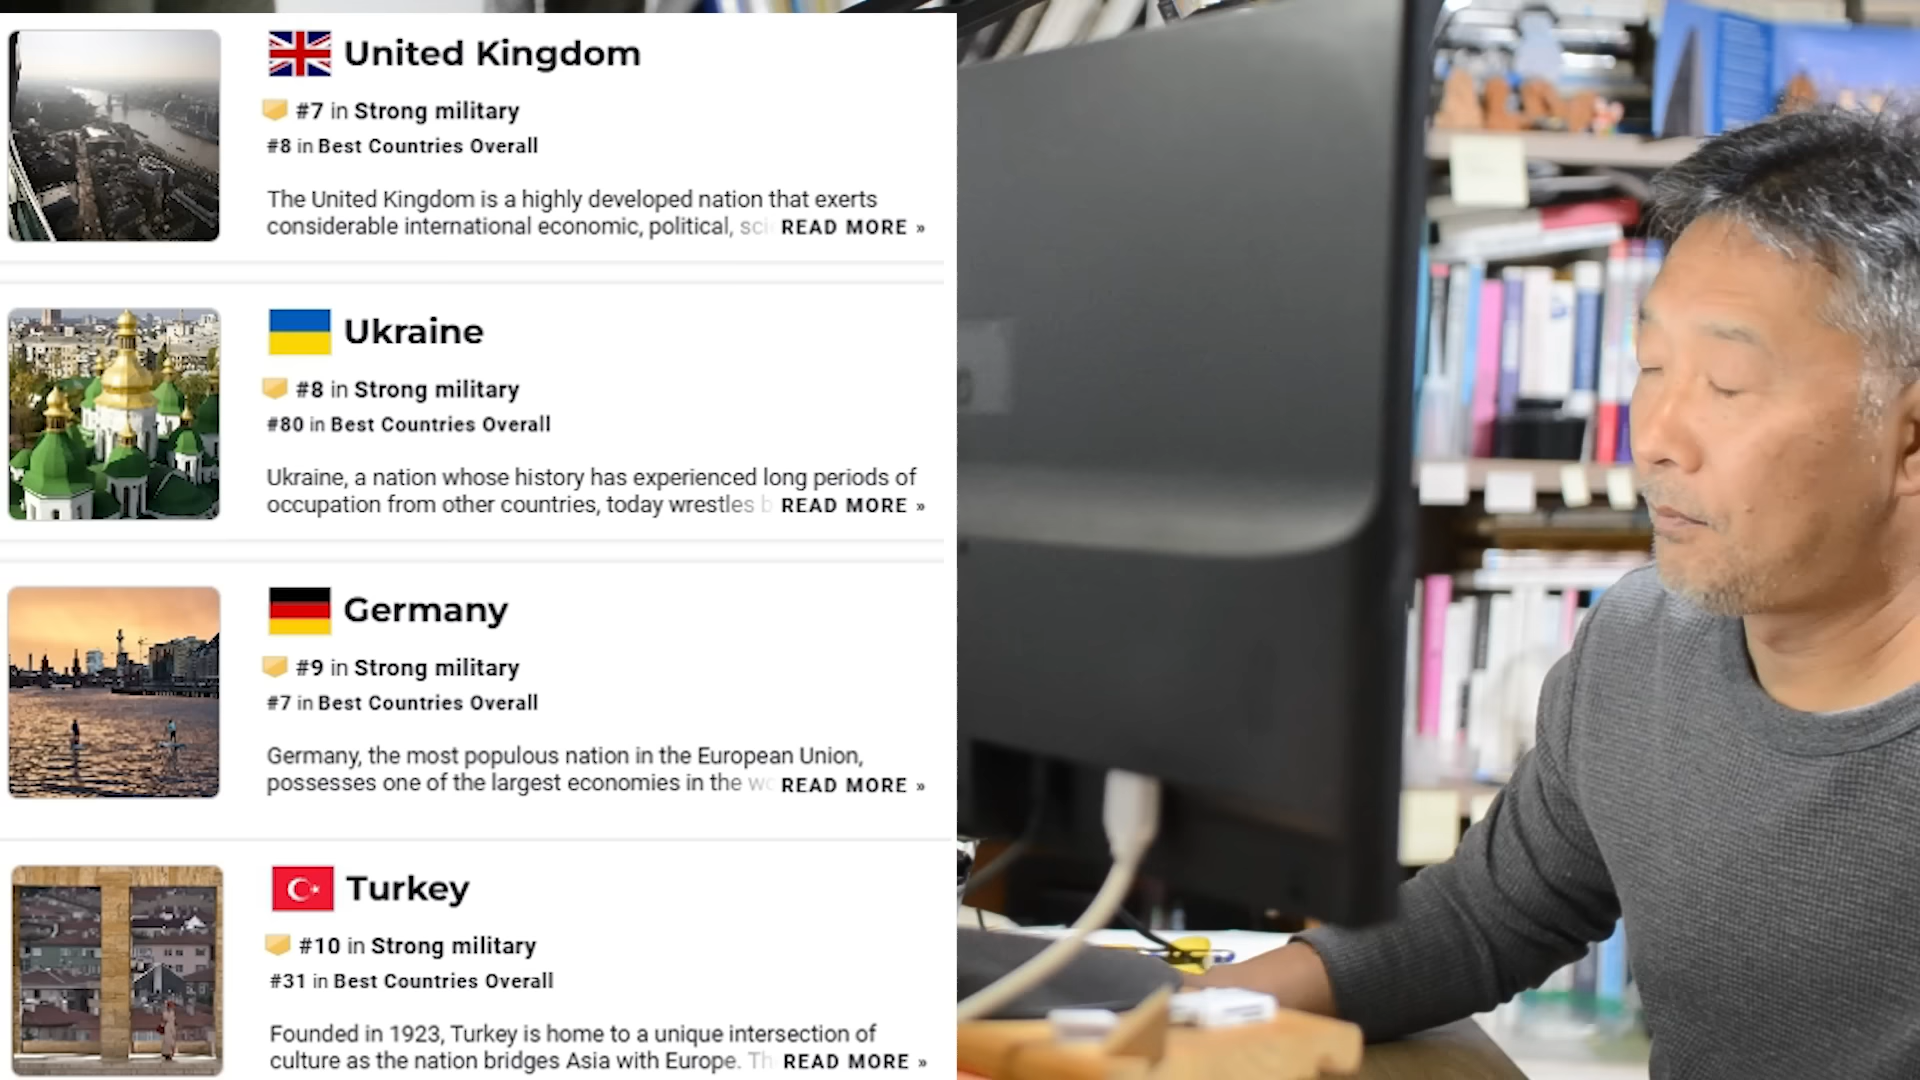 United Kingdom
#7 in Strong military
#8 in Best Countries Overall
The United Kingdom is a highly developed nation that exerts
considerable international economic, political, READ MORE »
Ukraine
#8 in Strong military
#80 in Best Countries Overall
Ukraine, a nation whose history has experienced long periods of
occupation from other countries, today wrestles READ MORE »
Germany
#9 in Strong military
#7 in Best Countries Overall
Germany, the most populous nation in the European Union,
possesses one of the largest economies in the READ MORE »
Turkey
#10 in Strong military
#31 in Best Countries Overall
Founded in 1923, Turkey is home to a unique intersection of
culture as the nation bridges Asia with Europe. READ MORE »